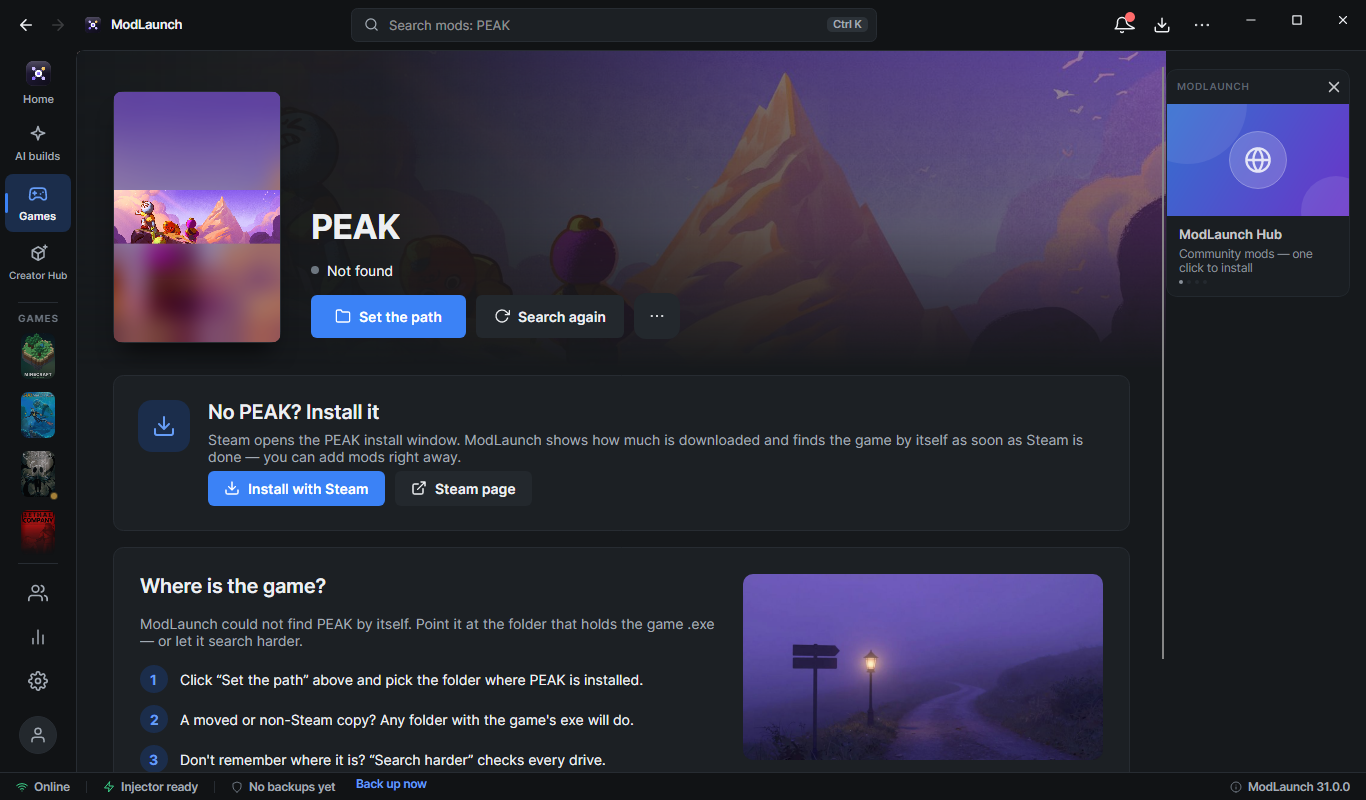 ModLaunch
Search mods: PEAK
Ctrl K
Home
AI builds
Games
Creator Hub
GAMES
MINECRAFT
LETHAL
COMPANY
PEAK
Not found
Set the path
Search again
No PEAK? Install it
Steam opens the PEAK install window. ModLaunch shows how much is downloaded and finds the game by itself as soon as Steam is
done — you can add mods right away.
Install with Steam
Steam page
Where is the game?
ModLaunch could not find PEAK by itself. Point it at the folder that holds the game .exe
— or let it search harder.
1 Click “Set the path” above and pick the folder where PEAK is installed.
2 A moved or non-Steam copy? Any folder with the game's exe will do.
3 Don't remember where it is? “Search harder” checks every drive.
MODLAUNCH
ModLaunch Hub
Community mods — one
click to install
Online
Injector ready
No backups yet
Back up now
ModLaunch 31.0.0